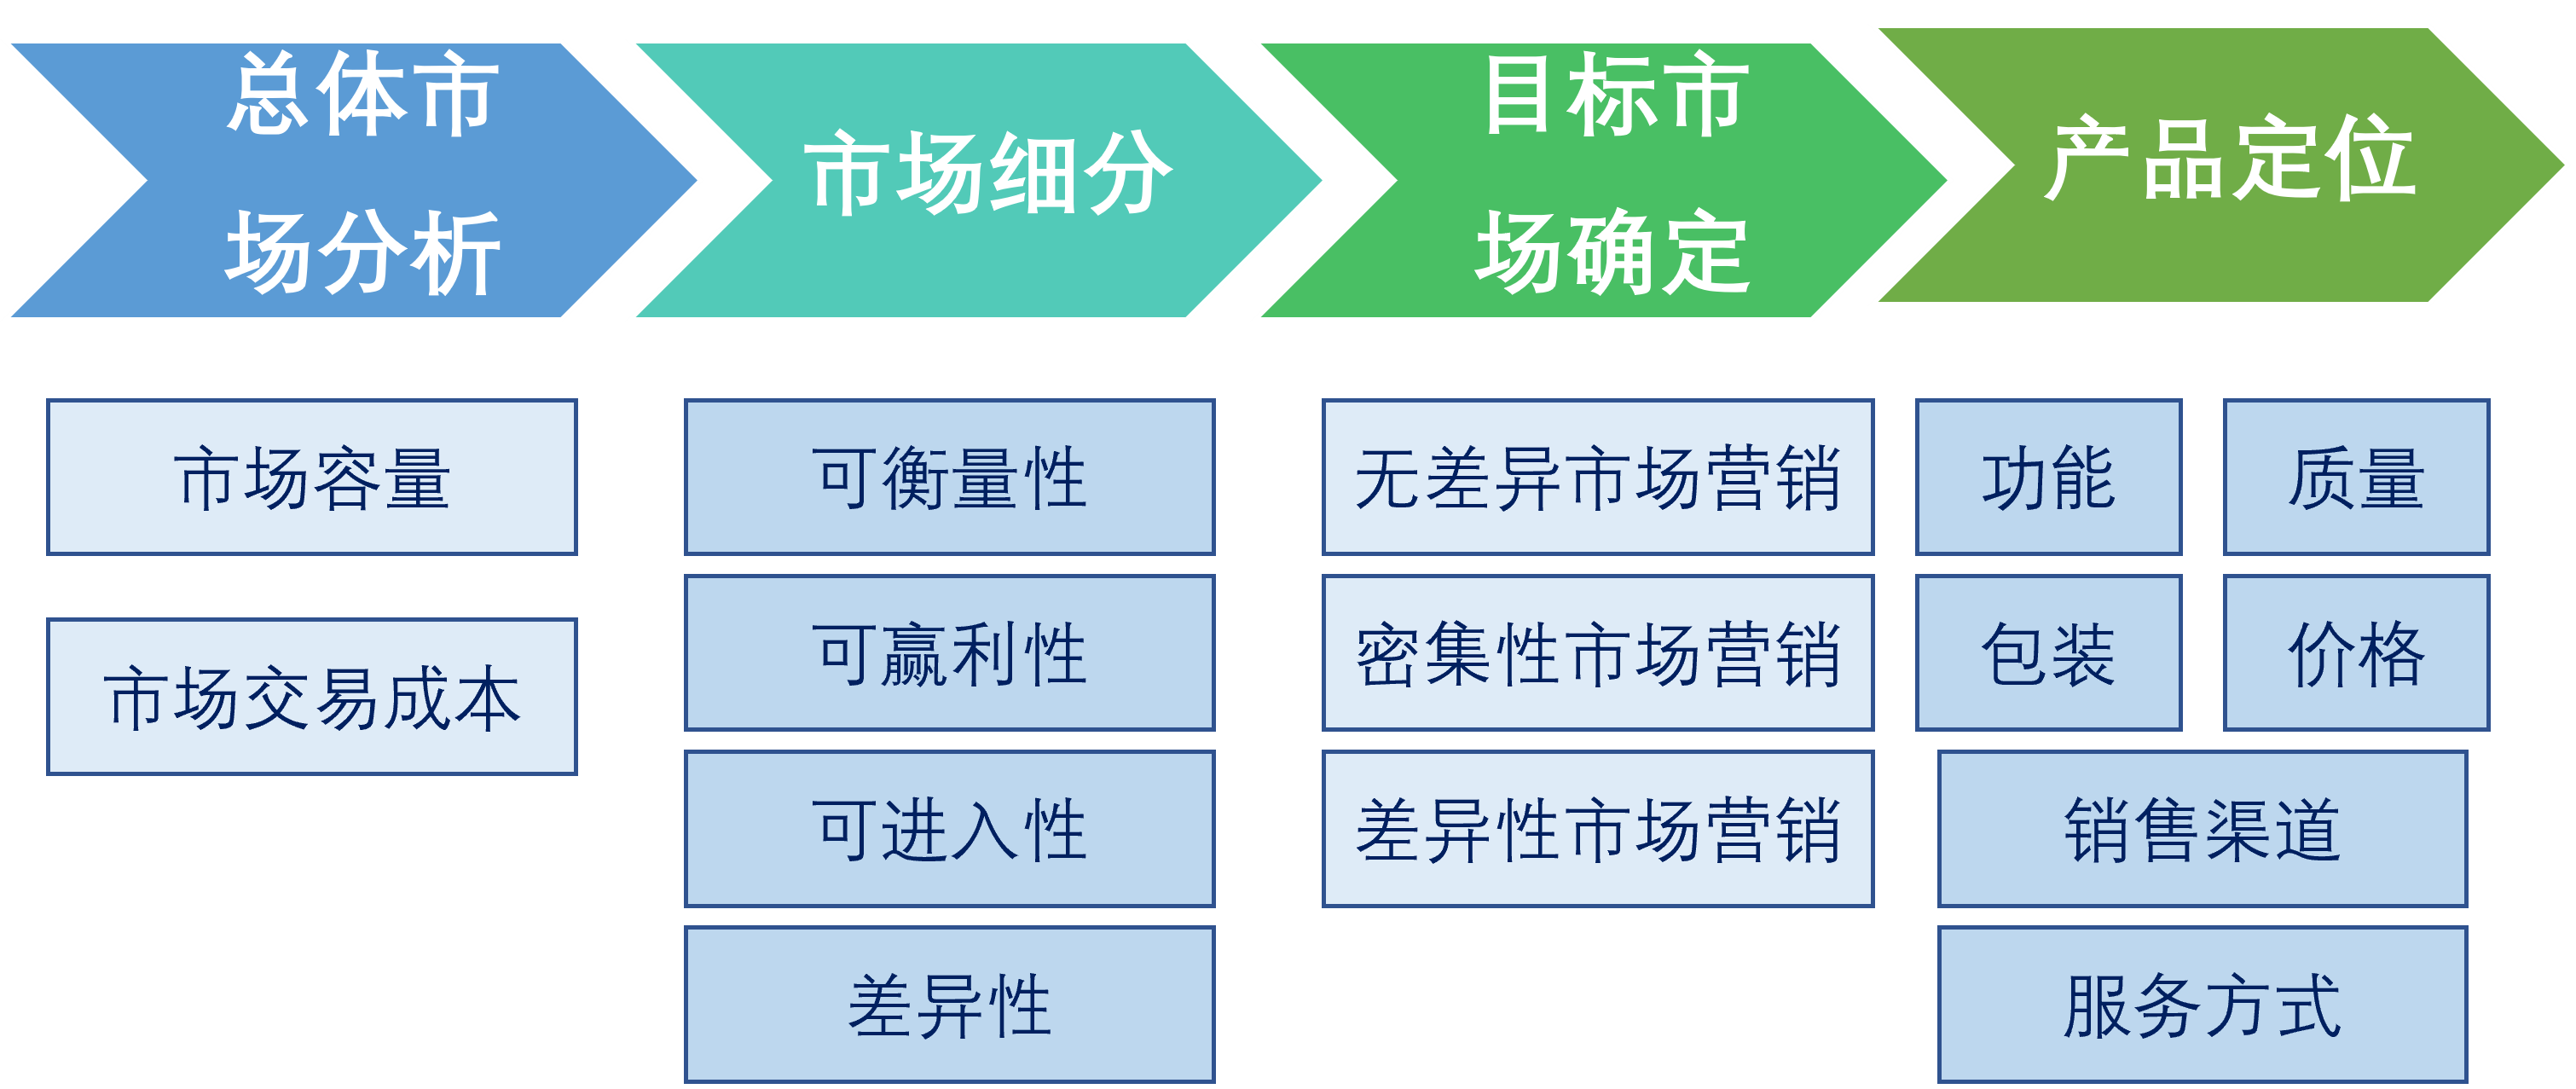 总体市
场分析
市场细分
目标市
场确定
产品定位
市场容量
市场交易成本
可衡量性
可赢利性
可进入性
差异性
无差异市场营销
密集性市场营销
差异性市场营销
功能
质量
包装
价格
销售渠道
服务方式